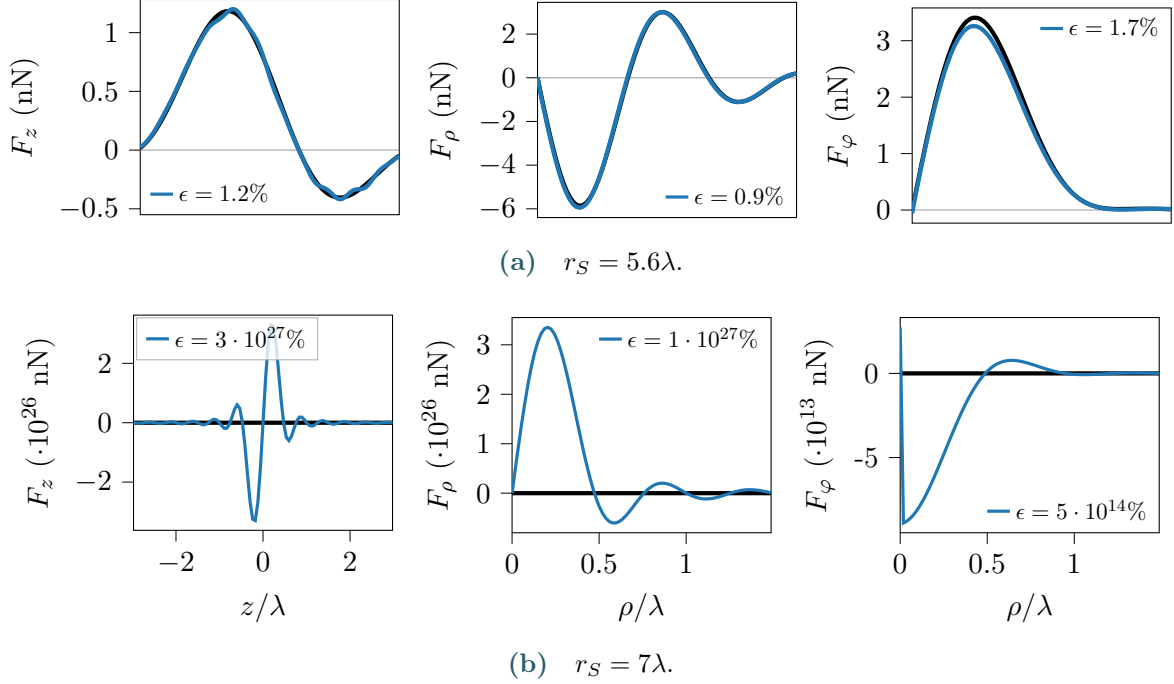 F_z (nN)
1
0.5
0
−0.5
ϵ = 1.2%
F_ρ (nN)
2
0
−2
−4
−6
ϵ = 0.9%
F_φ (nN)
3
2
1
0
ϵ = 1.7%
(a) r_S = 5.6λ.
F_z (·10^26 nN)
2
0
−2
ϵ = 3 · 10^27%
−2 0 2
z/λ
F_ρ (·10^26 nN)
3
2
1
0
ϵ = 1 · 10^27%
0 0.5 1
ρ/λ
F_φ (·10^13 nN)
0
-5
ϵ = 5 · 10^14%
0 0.5 1
ρ/λ
(b) r_S = 7λ.